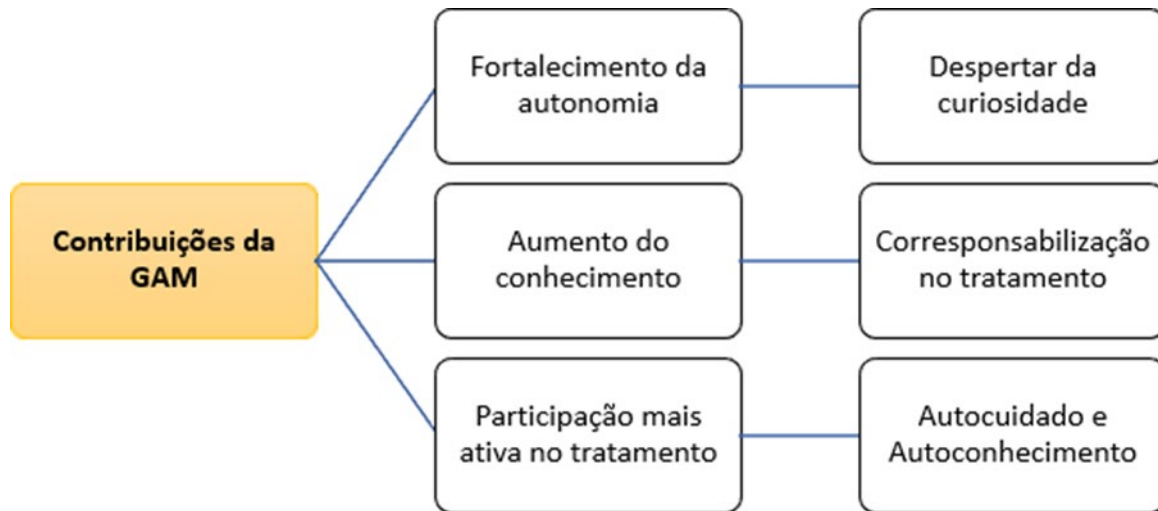 Contribuições da
GAM
Fortalecimento da
autonomia
Despertar da
curiosidade
Aumento do
conhecimento
Corresponsabilização
no tratamento
Participação mais
ativa no tratamento
Autocuidado e
Autoconhecimento